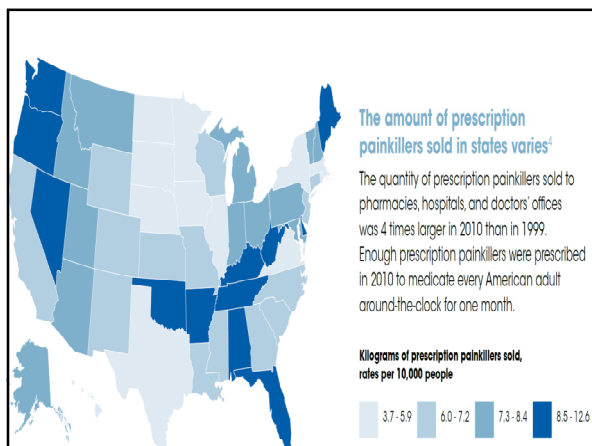 The amount of prescription
painkillers sold in states varies⁴
The quantity of prescription painkillers sold to
pharmacies, hospitals, and doctors' offices
was 4 times larger in 2010 than in 1999.
Enough prescription painkillers were prescribed
in 2010 to medicate every American adult
around-the-clock for one month.
Kilograms of prescription painkillers sold,
rates per 10,000 people
3.7 - 5.9 6.0 - 7.2 7.3 - 8.4 8.5 - 12.6